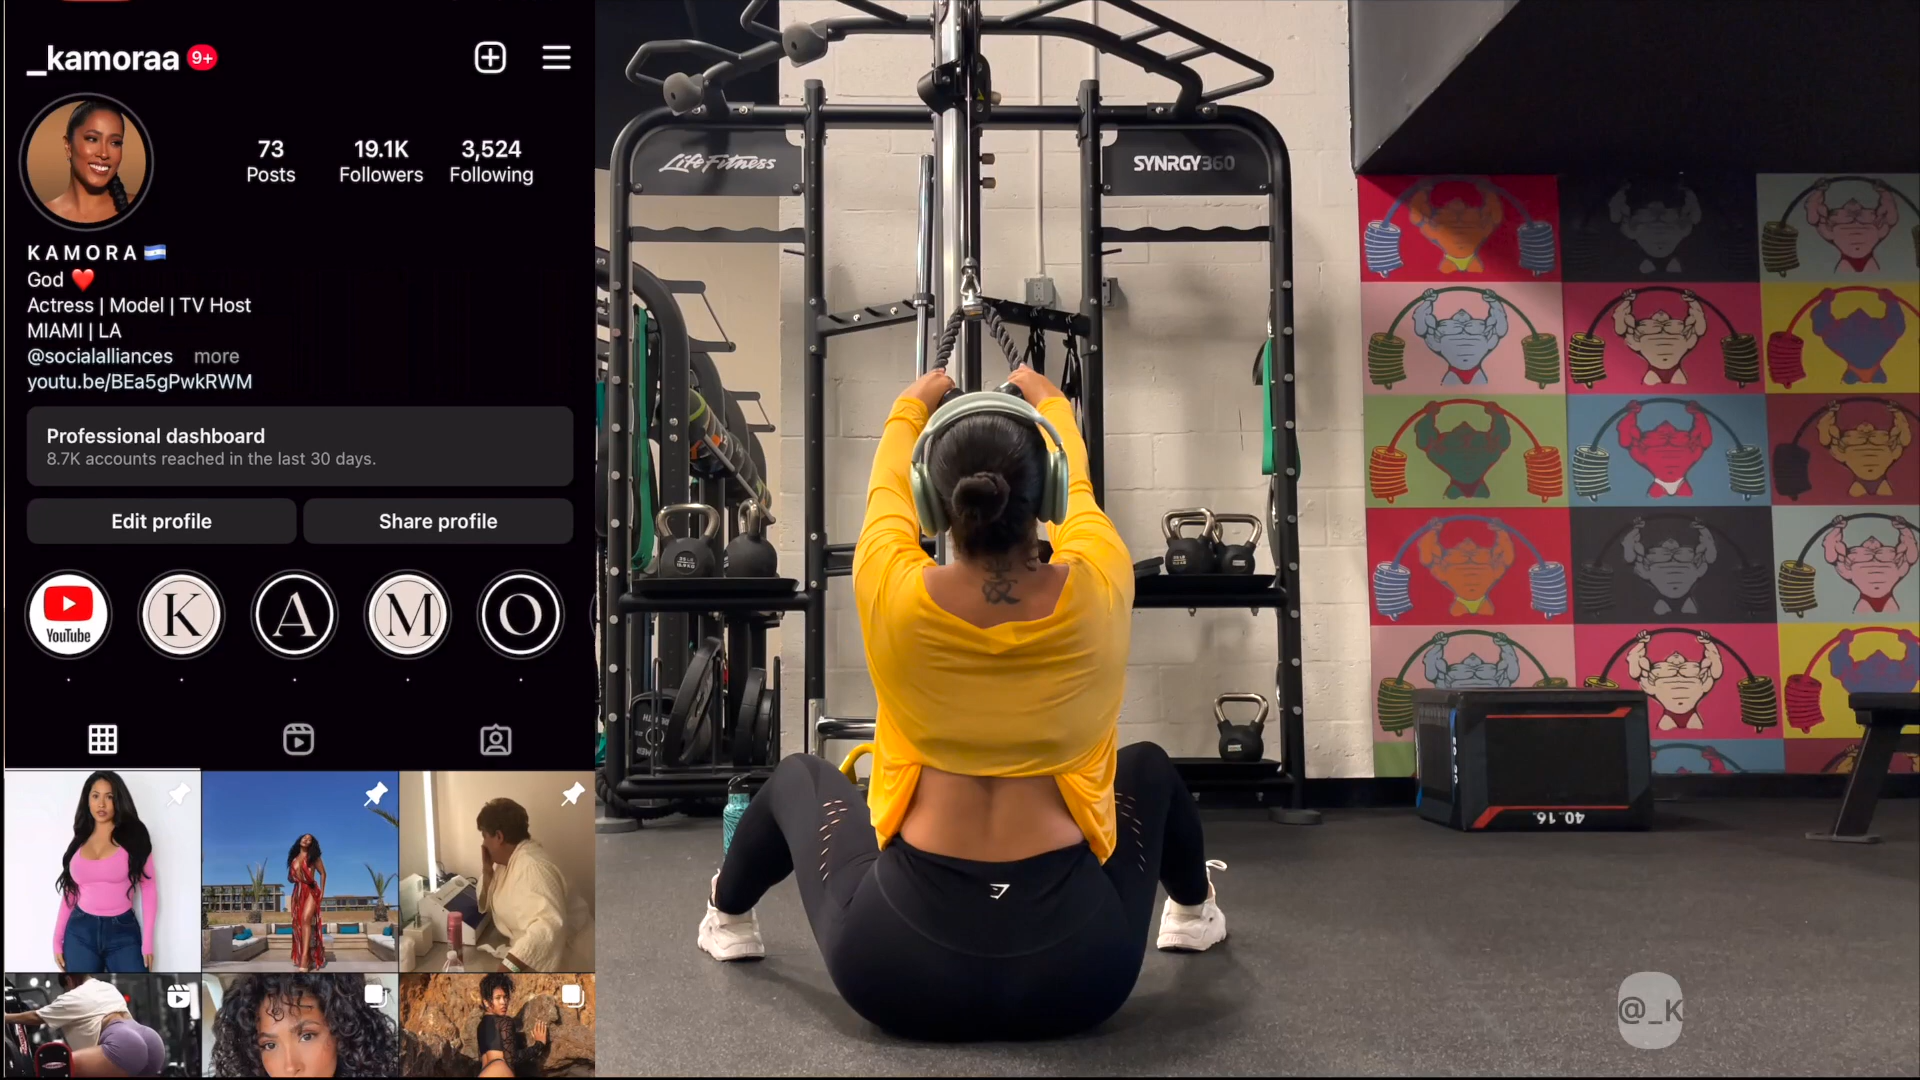 _kamoraa 9+
73 19.1K 3,524
Posts Followers Following
K A M O R A
God ❤️
Actress | Model | TV Host
MIAMI | LA
@socialalliances more
youtu.be/BEa5gPwkRWM
Professional dashboard
8.7K accounts reached in the last 30 days.
Edit profile Share profile
YouTube K A M O
Life Fitness
SYNRGY360
40 16
@_K